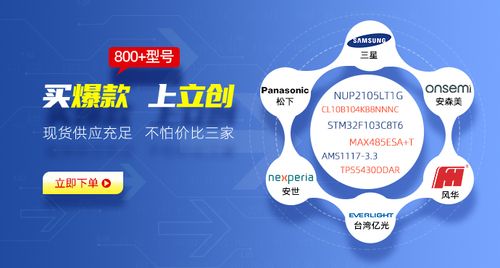 800+型号
买爆款 上立创
现货供应充足 不怕价比三家
立即下单
SAMSUNG
三星
Panasonic
松下
onsemi
安森美
NUP2105LT1G
CL10B104KB8NNNC
STM32F103C8T6
MAX485ESA+T
AMS1117-3.3
TPS5430DDAR
nexperia
安世
风华
EVERLIGHT
台湾亿光